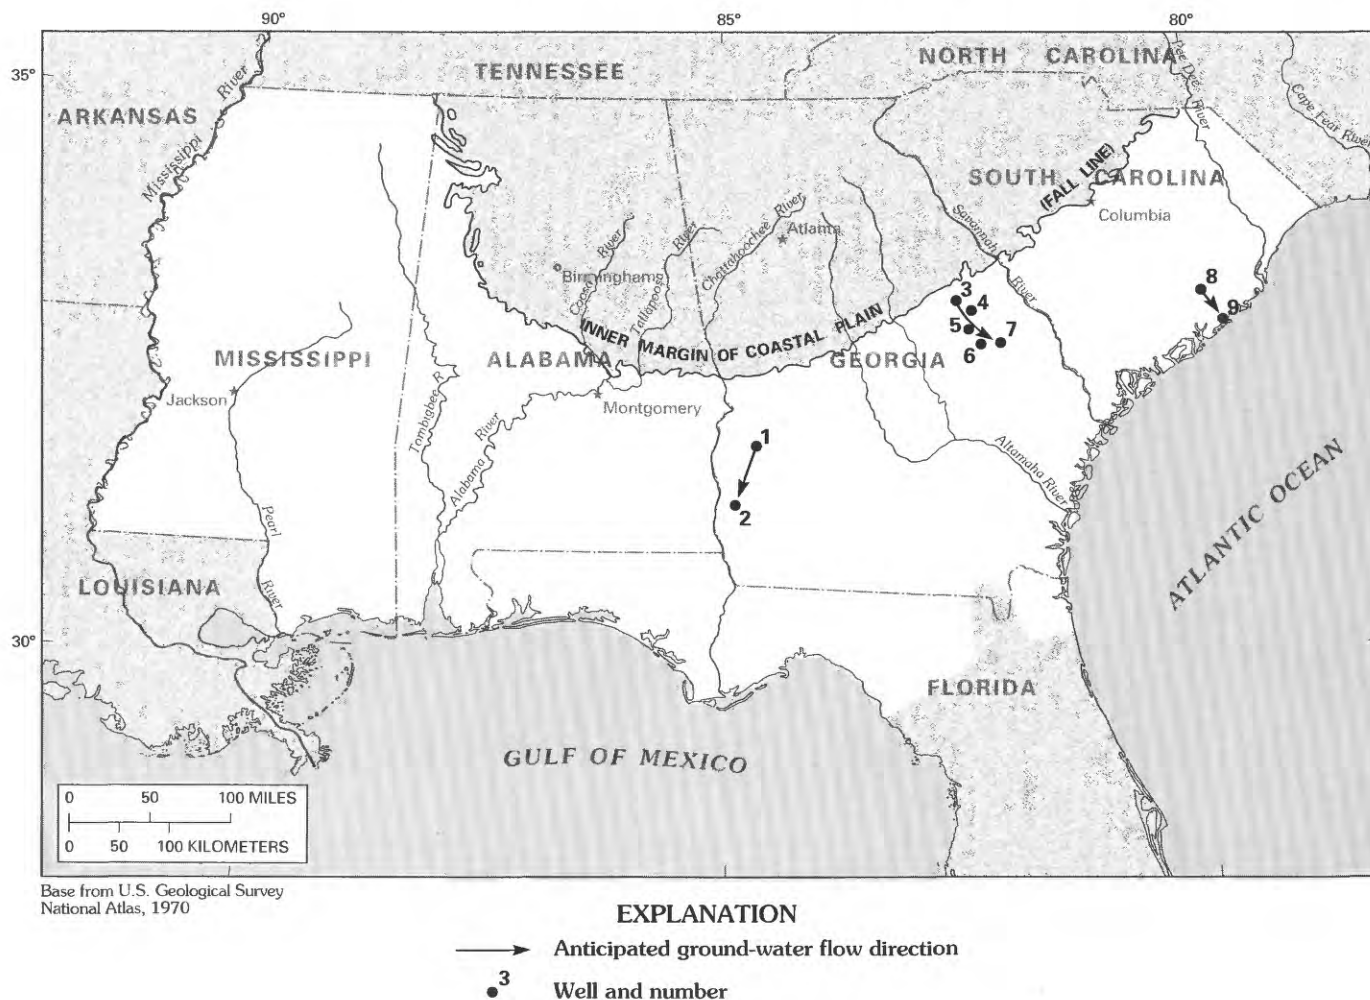 90°
85°
80°
35°
TENNESSEE
NORTH CAROLINA
Pee Dee River
Cape Fear River
ARKANSAS
Mississippi River
(FALL LINE)
SOUTH CAROLINA
Columbia
Savannah River
Chattahoochee River
Atlanta
Coosa River
Birmingham
Tallapoosa River
INNER MARGIN OF COASTAL PLAIN
3
4
5
6
7
8
9
MISSISSIPPI
ALABAMA
GEORGIA
Jackson
Montgomery
Tombigbee
Alabama River
1
2
Altamaha River
Pearl River
LOUISIANA
ATLANTIC OCEAN
30°
FLORIDA
GULF OF MEXICO
0 50 100 MILES
0 50 100 KILOMETERS
Base from U.S. Geological Survey
National Atlas, 1970
EXPLANATION
Anticipated ground-water flow direction
3 Well and number